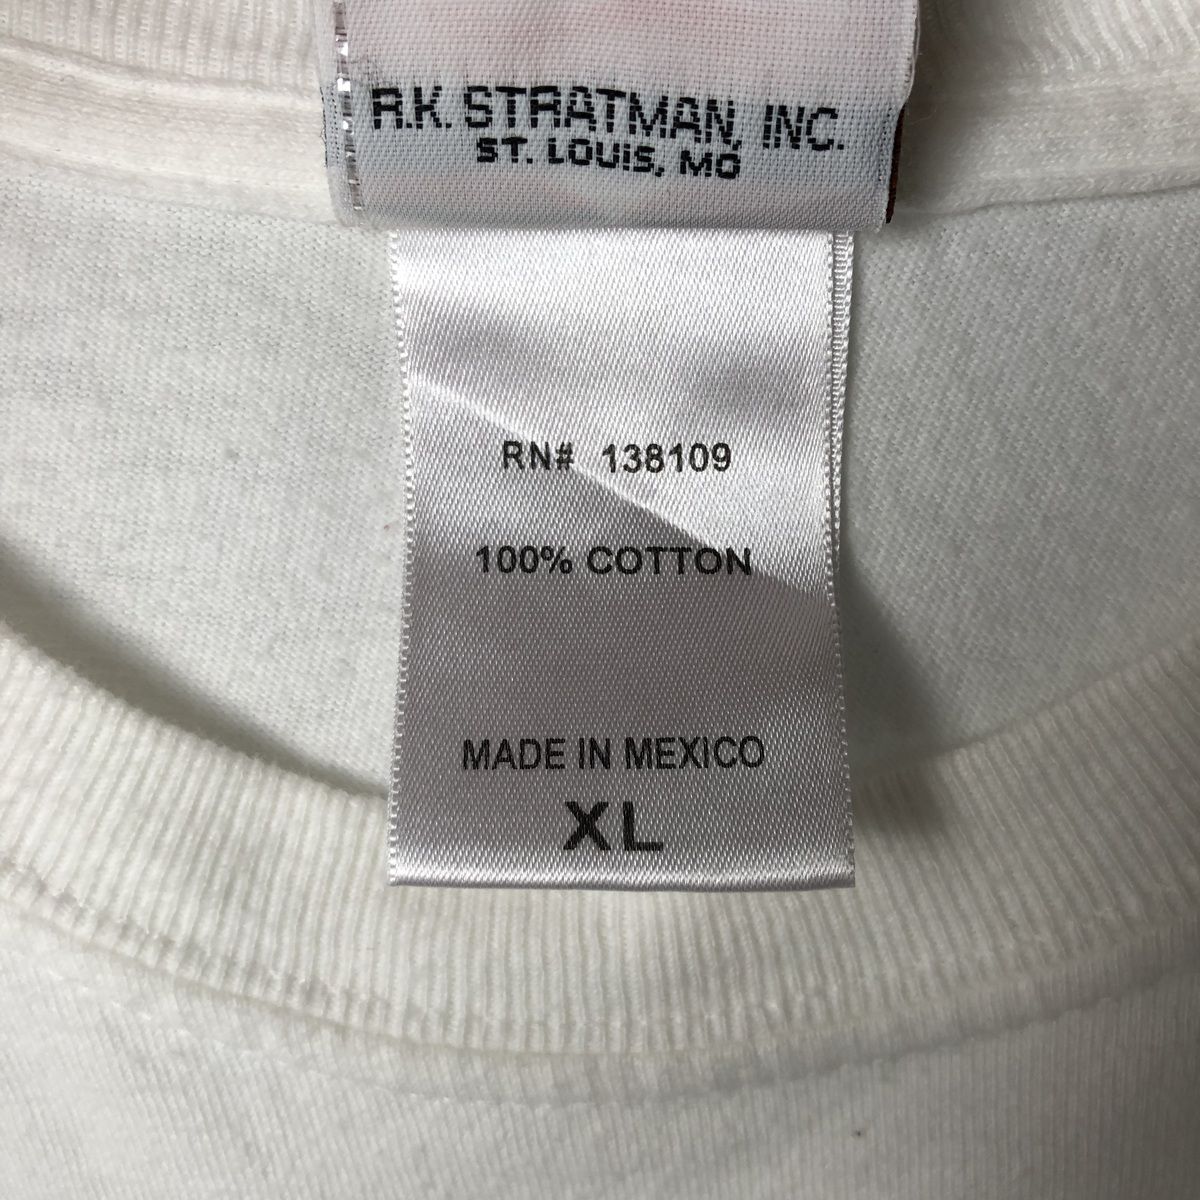 R.K. STRATMAN, INC.
ST. LOUIS, MO
RN# 138109
100% COTTON
MADE IN MEXICO
XL